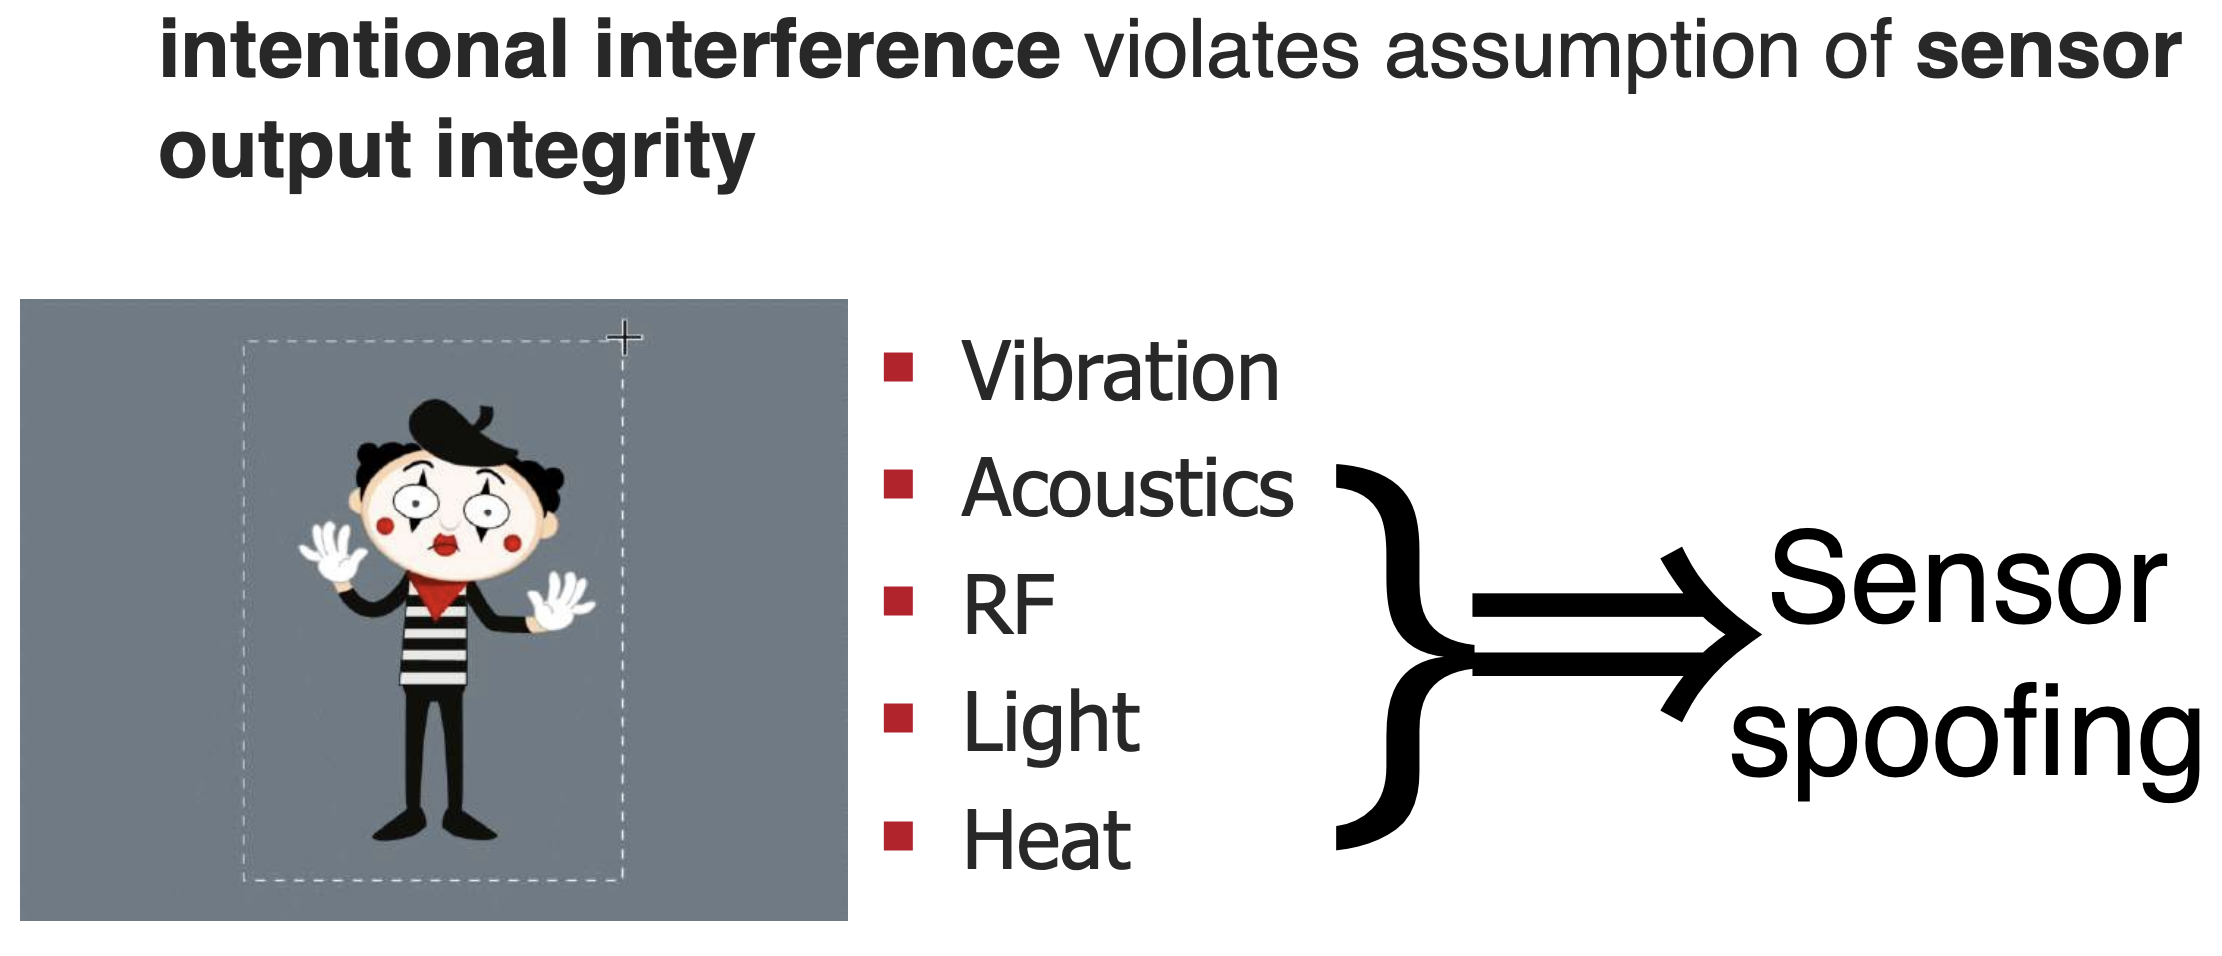 intentional interference violates assumption of sensor
output integrity
Vibration
Acoustics
RF
Light
Heat
Sensor
spoofing